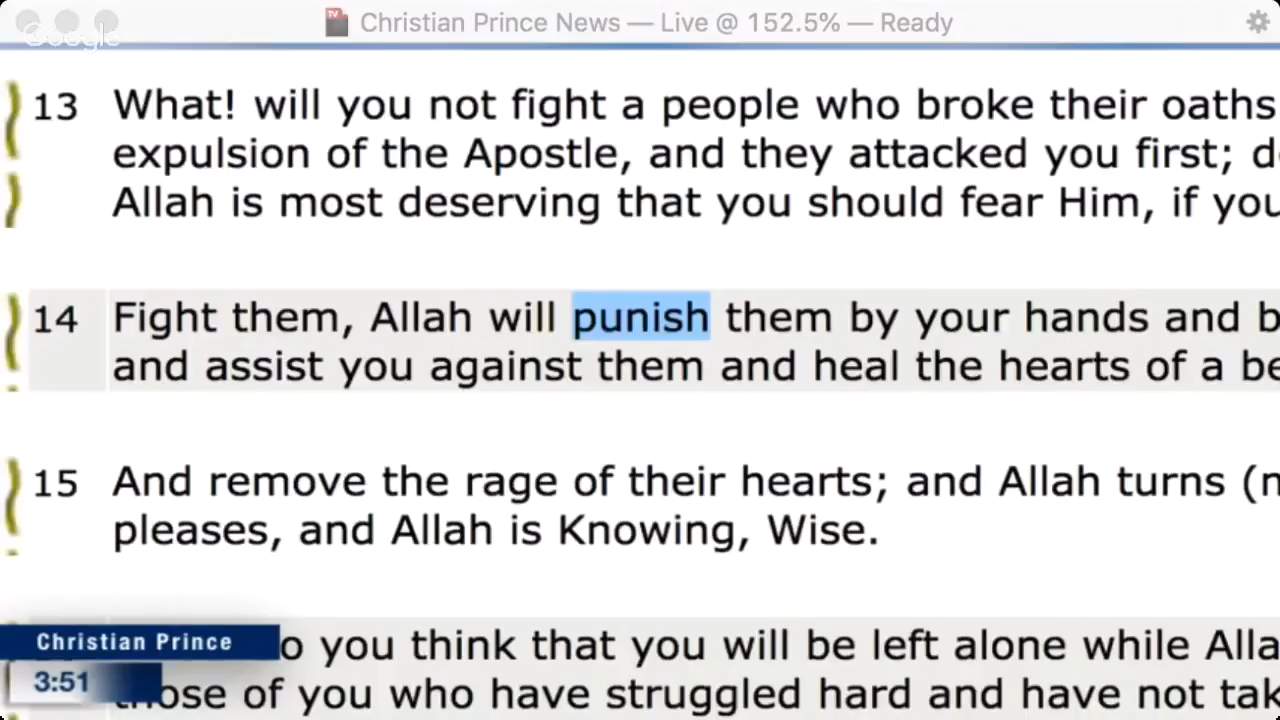 Christian Prince News — Live @ 152.5% — Ready
Google
13 What! will you not fight a people who broke their oaths
expulsion of the Apostle, and they attacked you first; d
Allah is most deserving that you should fear Him, if you
14 Fight them, Allah will punish them by your hands and b
and assist you against them and heal the hearts of a be
15 And remove the rage of their hearts; and Allah turns (
pleases, and Allah is Knowing, Wise.
o you think that you will be left alone while Alla
those of you who have struggled hard and have not tak
Christian Prince
3:51